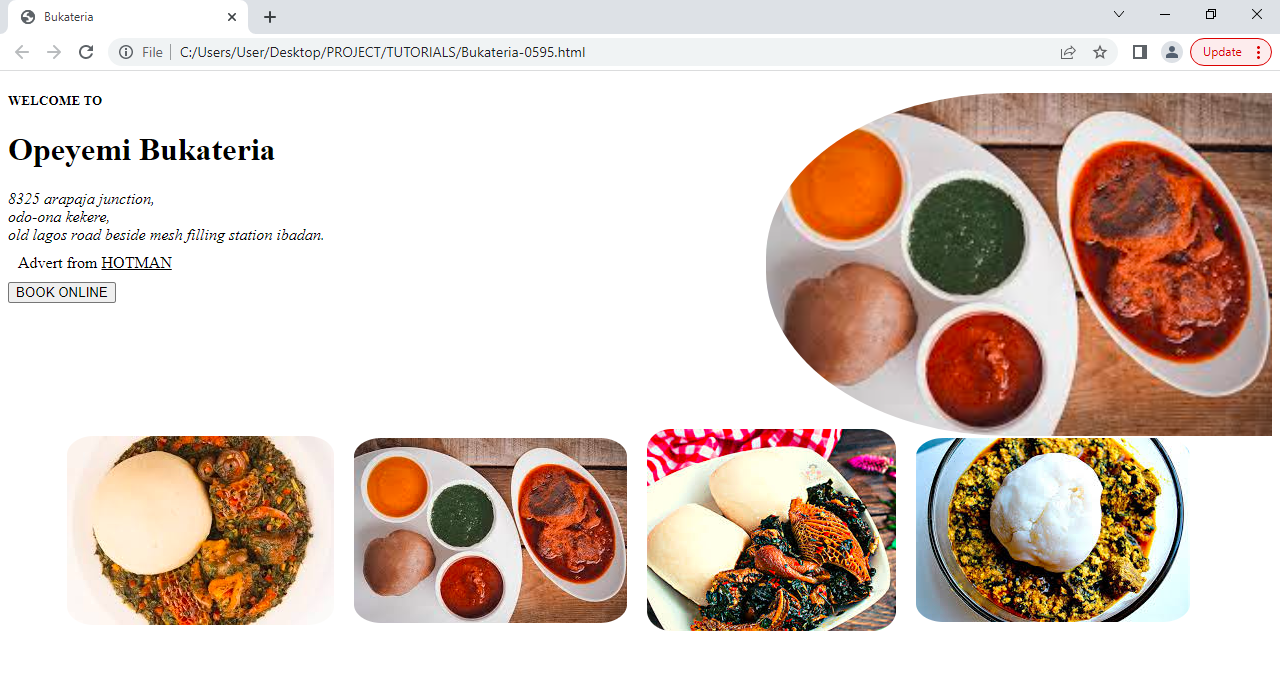 Bukateria
File
C:/Users/User/Desktop/PROJECT/TUTORIALS/Bukateria-0595.html
Update
WELCOME TO
Opeyemi Bukateria
8325 arapaja junction,
odo-ona kekere,
old lagos road beside mesh filling station ibadan.
Advert from HOTMAN
BOOK ONLINE